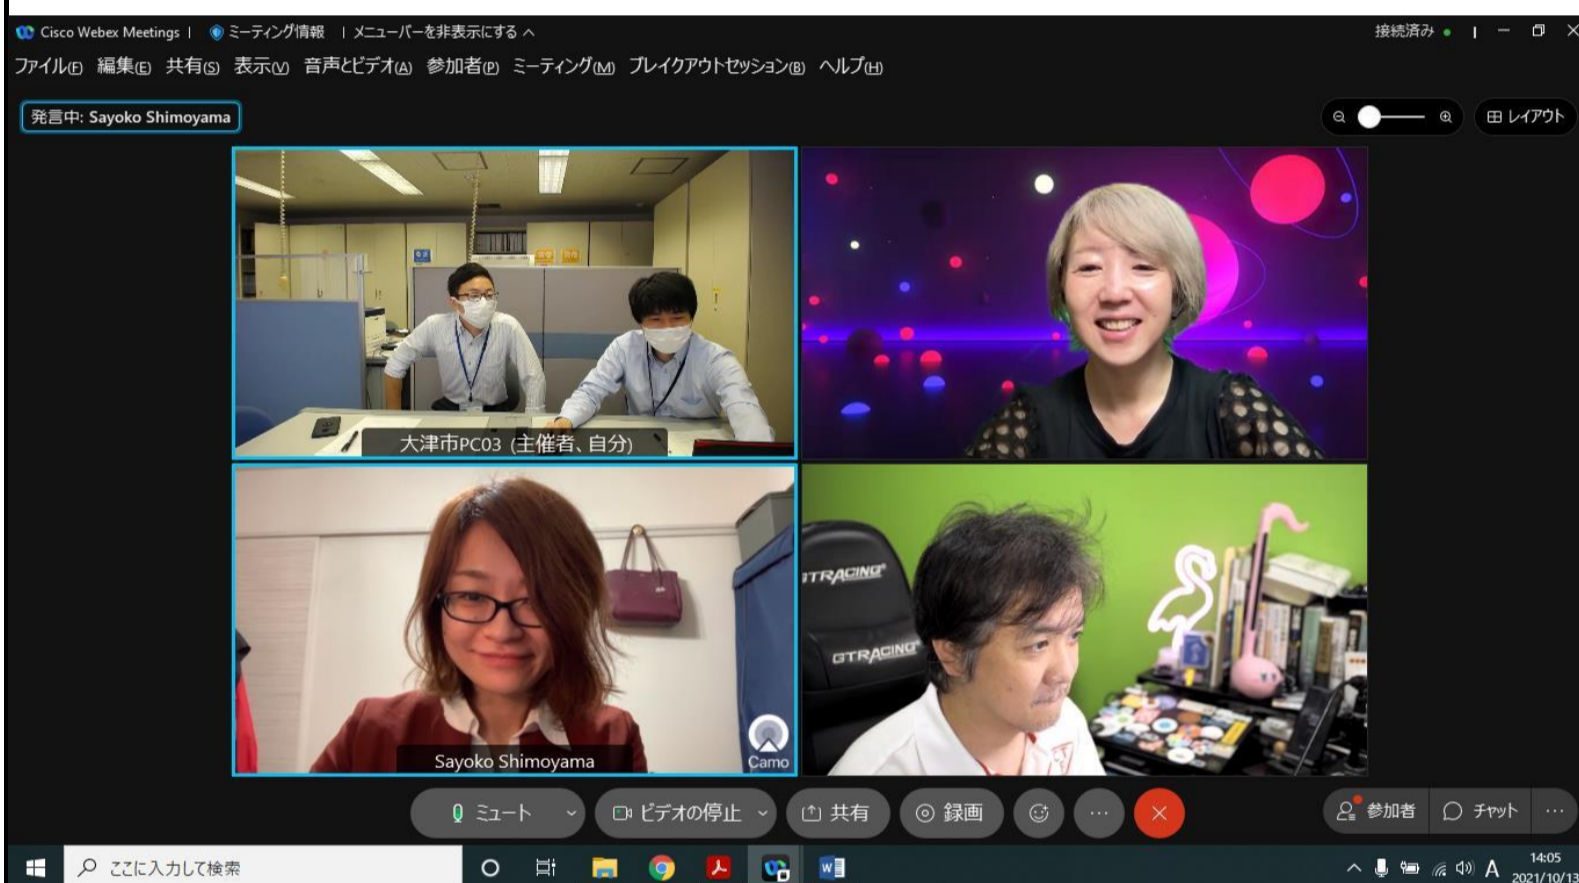 Cisco Webex Meetings | ミーティング情報 | メニューバーを非表示にする ヘ
接続済み
ファイル(F) 編集(E) 共有(S) 表示(V) 音声とビデオ(A) 参加者(P) ミーティング(M) ブレイクアウトセッション(B) ヘルプ(H)
発言中: Sayoko Shimoyama
レイアウト
大津市PC03 (主催者、自分)
GTRACING
GTRACING
Sayoko Shimoyama
Camo
ミュート
ビデオの停止
共有
録画
参加者
チャット
ここに入力して検索
A
14:05
2021/10/13